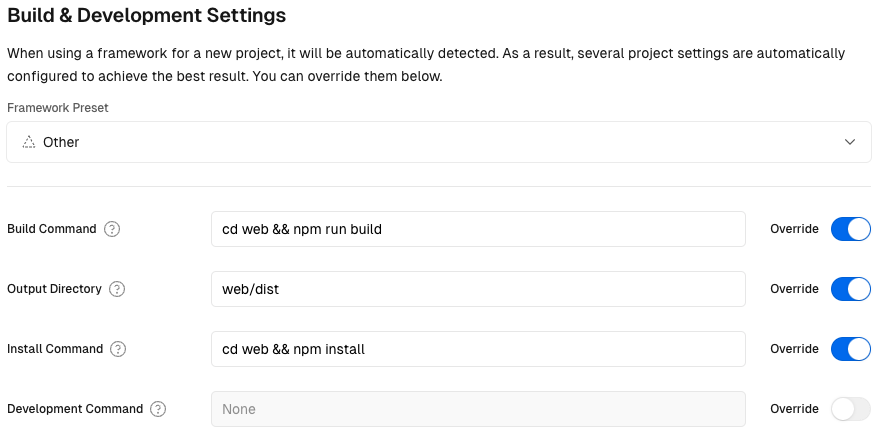 Build & Development Settings
When using a framework for a new project, it will be automatically detected. As a result, several project settings are automatically
configured to achieve the best result. You can override them below.
Framework Preset
Other
Build Command ? cd web && npm run build Override
Output Directory ? web/dist Override
Install Command ? cd web && npm install Override
Development Command ? None Override